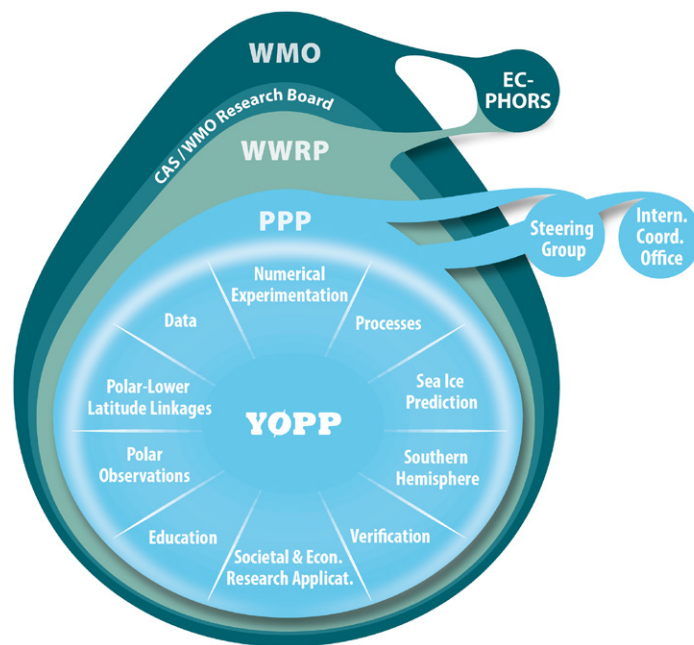 WMO
EC-
PHORS
CAS / WMO Research Board
WWRP
PPP
Steering
Group
Intern.
Coord.
Office
Numerical
Experimentation
Data
Processes
Polar-Lower
Latitude Linkages
Sea Ice
Prediction
YØPP
Polar
Observations
Southern
Hemisphere
Education
Verification
Societal & Econ.
Research Applicat.